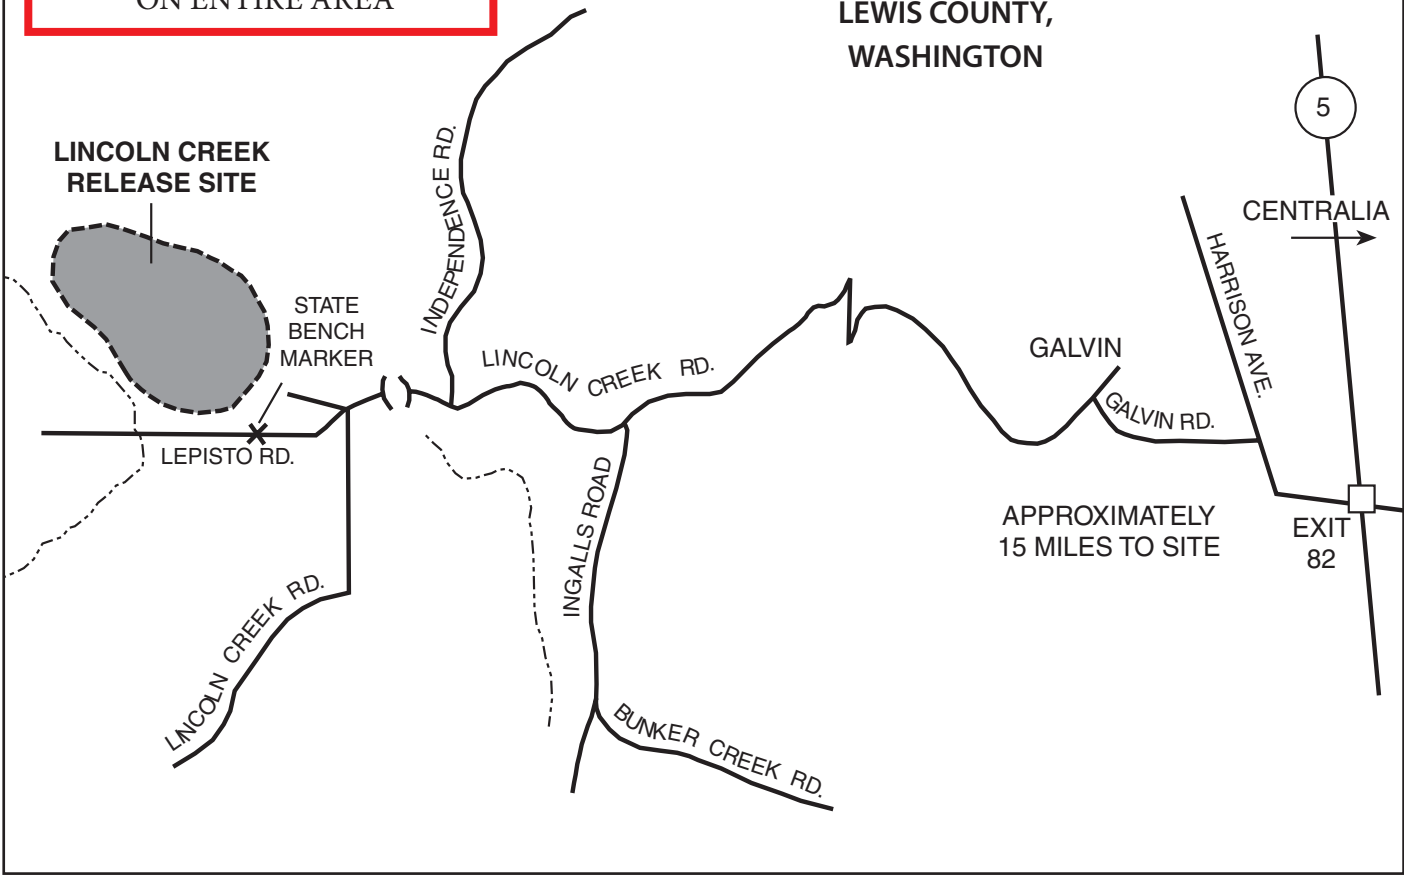 ON ENTIRE AREA
LEWIS COUNTY,
WASHINGTON
5
LINCOLN CREEK
RELEASE SITE
INDEPENDENCE RD.
CENTRALIA
HARRISON AVE.
STATE
BENCH
MARKER
LINCOLN CREEK RD.
GALVIN
GALVIN RD.
LEPISTO RD.
INGALLS ROAD
APPROXIMATELY
15 MILES TO SITE
EXIT
82
LINCOLN CREEK RD.
BUNKER CREEK RD.